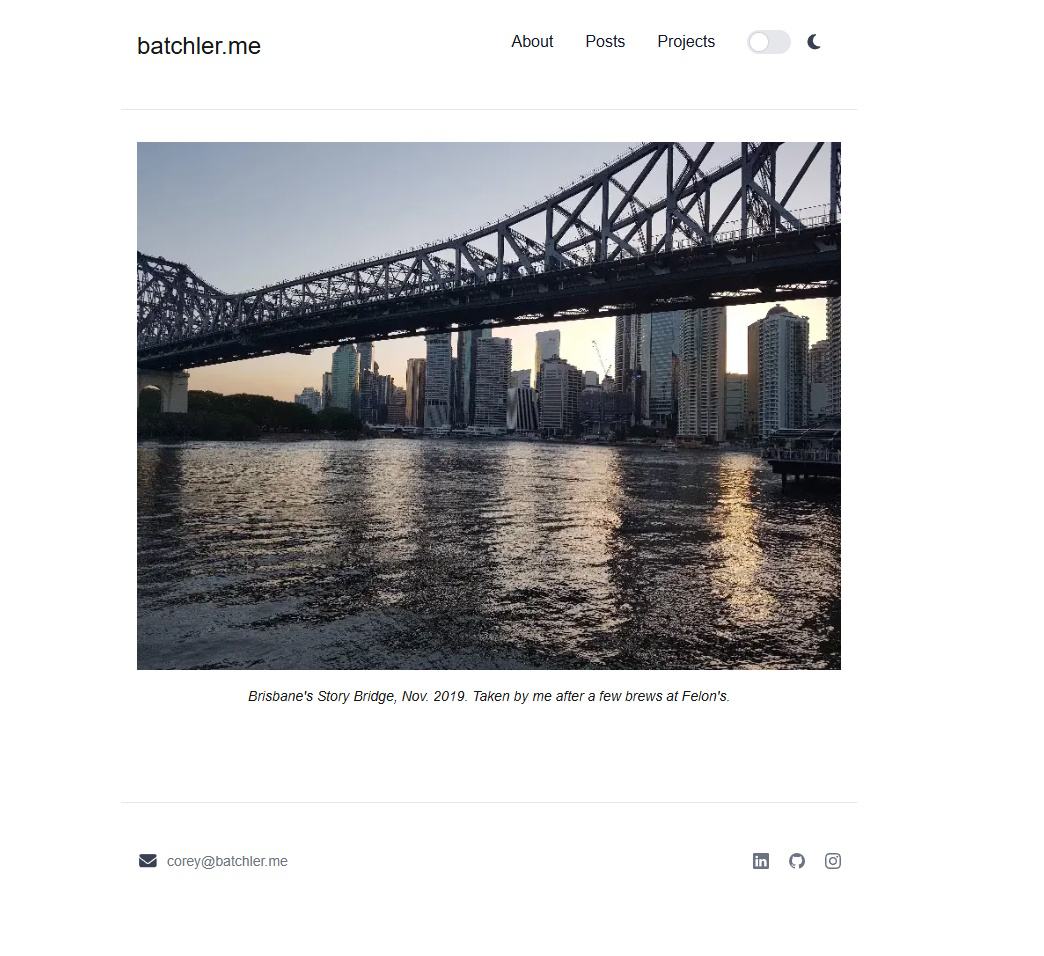 batchler.me
About Posts Projects
Brisbane's Story Bridge, Nov. 2019. Taken by me after a few brews at Felon's.
corey@batchler.me